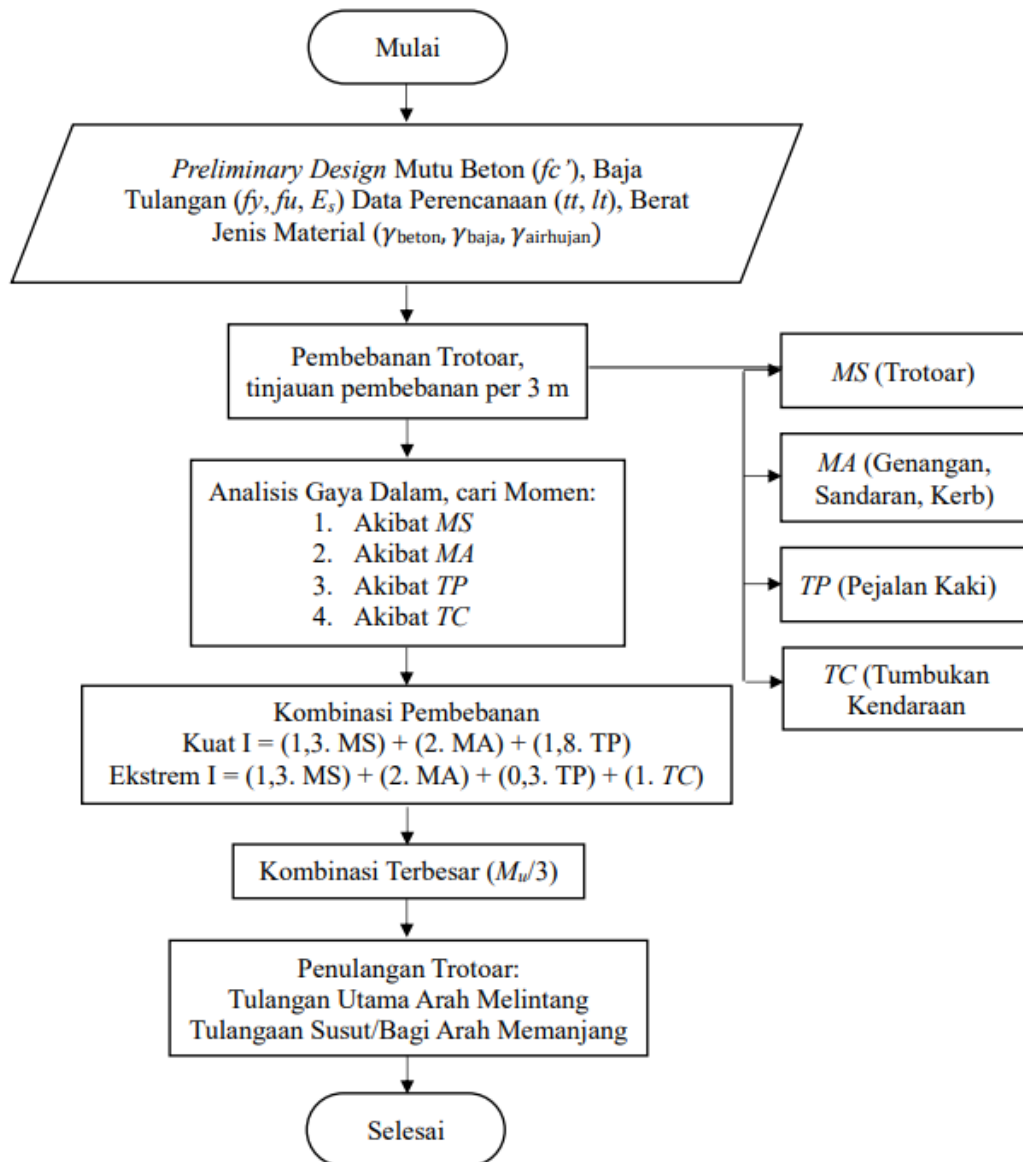 Mulai
Preliminary Design Mutu Beton (fc’), Baja
Tulangan (fy, fu, Es) Data Perencanaan (tt, lt), Berat
Jenis Material (γbeton, γbaja, γairhujan)
Pembebanan Trotoar,
tinjauan pembebanan per 3 m
MS (Trotoar)
MA (Genangan,
Sandaran, Kerb)
TP (Pejalan Kaki)
TC (Tumbukan
Kendaraan
Analisis Gaya Dalam, cari Momen:
1. Akibat MS
2. Akibat MA
3. Akibat TP
4. Akibat TC
Kombinasi Pembebanan
Kuat I = (1,3. MS) + (2. MA) + (1,8. TP)
Ekstrem I = (1,3. MS) + (2. MA) + (0,3. TP) + (1. TC)
Kombinasi Terbesar (Mu/3)
Penulangan Trotoar:
Tulangan Utama Arah Melintang
Tulangaan Susut/Bagi Arah Memanjang
Selesai